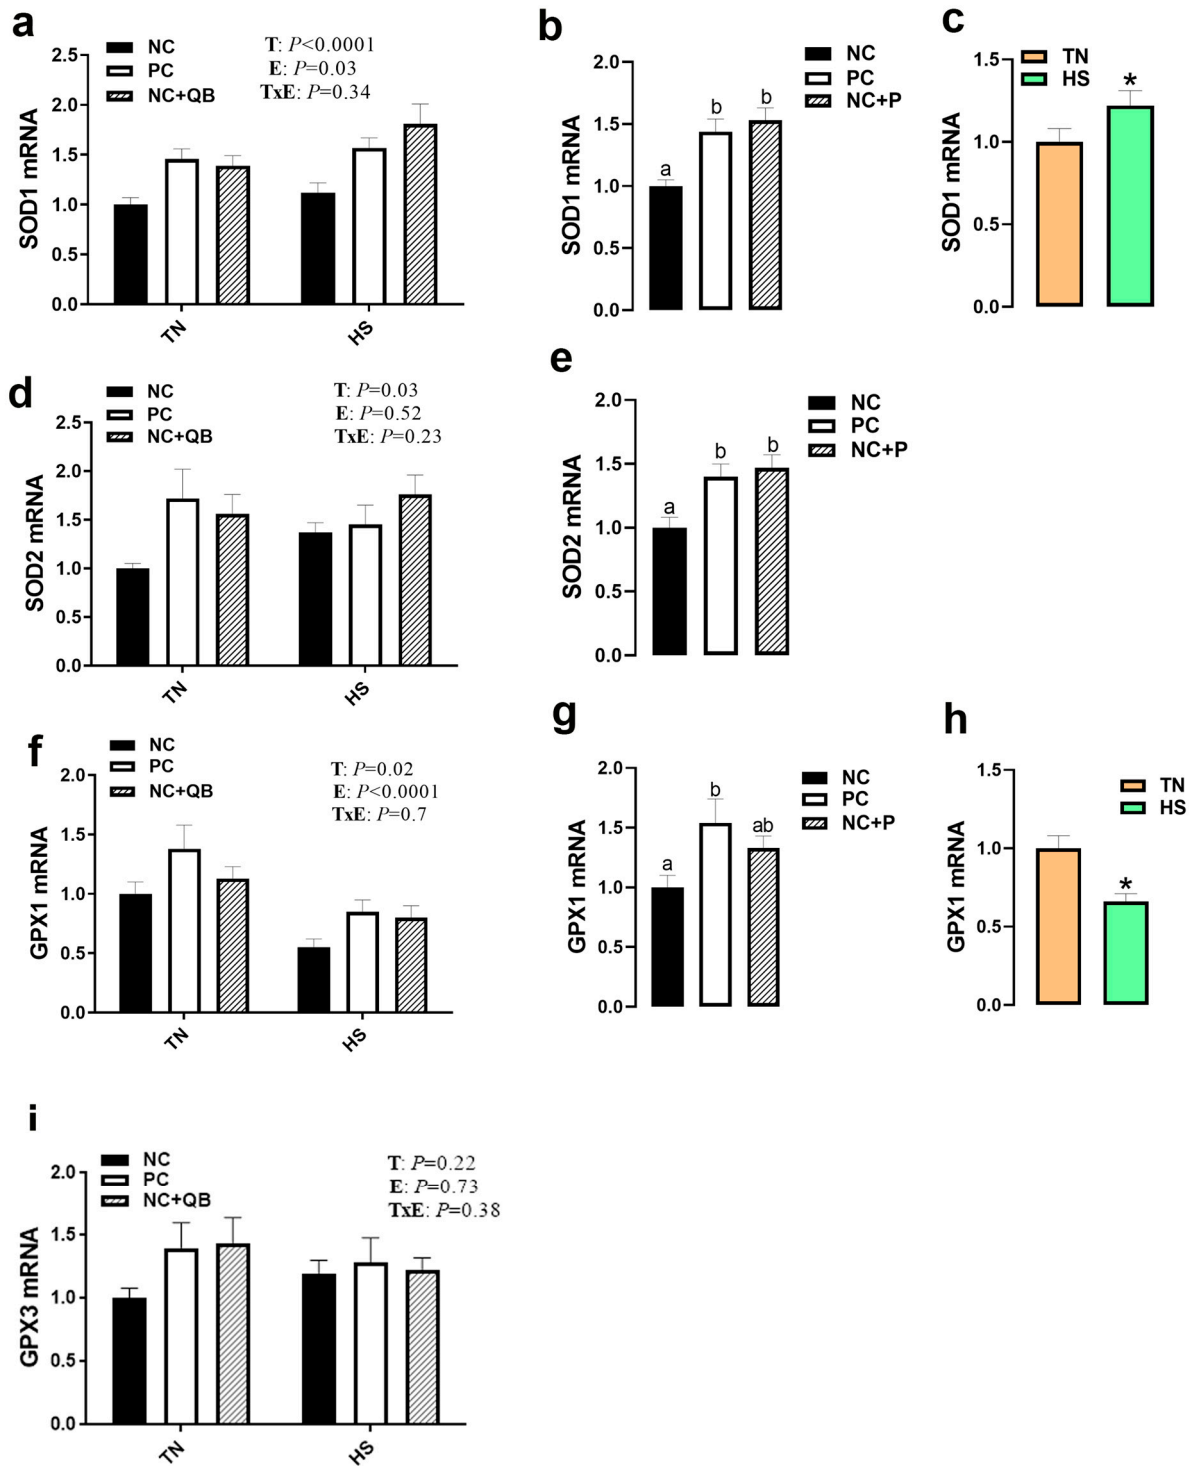 a
NC
PC
NC+QB
T: P<0.0001
E: P=0.03
TxE: P=0.34
SOD1 mRNA
2.5
2.0
1.5
1.0
0.5
0.0
TN
HS
b
NC
PC
NC+P
SOD1 mRNA
2.0
1.5
1.0
0.5
0.0
a
b
b
c
TN
HS
SOD1 mRNA
1.5
1.0
0.5
0.0
*
d
NC
PC
NC+QB
T: P=0.03
E: P=0.52
TxE: P=0.23
SOD2 mRNA
2.5
2.0
1.5
1.0
0.5
0.0
TN
HS
e
NC
PC
NC+P
SOD2 mRNA
2.0
1.5
1.0
0.5
0.0
a
b
b
f
NC
PC
NC+QB
T: P=0.02
E: P<0.0001
TxE: P=0.7
GPX1 mRNA
2.0
1.5
1.0
0.5
0.0
TN
HS
g
NC
PC
NC+P
GPX1 mRNA
2.0
1.5
1.0
0.5
0.0
a
b
ab
h
TN
HS
GPX1 mRNA
1.5
1.0
0.5
0.0
*
i
NC
PC
NC+QB
T: P=0.22
E: P=0.73
TxE: P=0.38
GPX3 mRNA
2.0
1.5
1.0
0.5
0.0
TN
HS